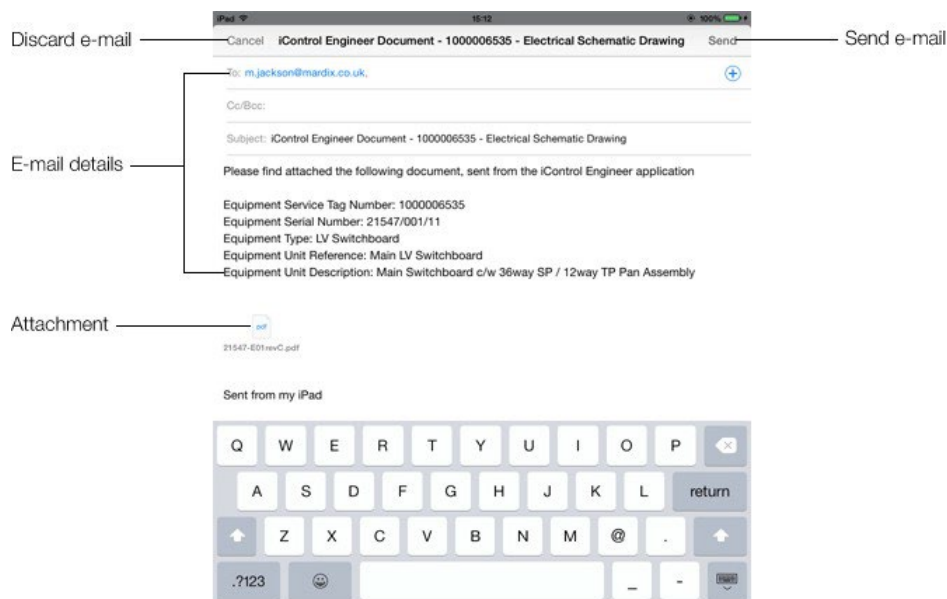 iPad 15:12 100%
Discard e-mail
Cancel iControl Engineer Document - 1000006535 - Electrical Schematic Drawing Send
Send e-mail
To: m.jackson@mardix.co.uk,
Cc/Bcc:
Subject: iControl Engineer Document - 1000006535 - Electrical Schematic Drawing
E-mail details
Please find attached the following document, sent from the iControl Engineer application
Equipment Service Tag Number: 1000006535
Equipment Serial Number: 21547/001/11
Equipment Type: LV Switchboard
Equipment Unit Reference: Main LV Switchboard
Equipment Unit Description: Main Switchboard c/w 36way SP / 12way TP Pan Assembly
Attachment
pdf
21547-E01revC.pdf
Sent from my iPad
Q W E R T Y U I O P
A S D F G H J K L return
Z X C V B N M @ .
.?123 _ -